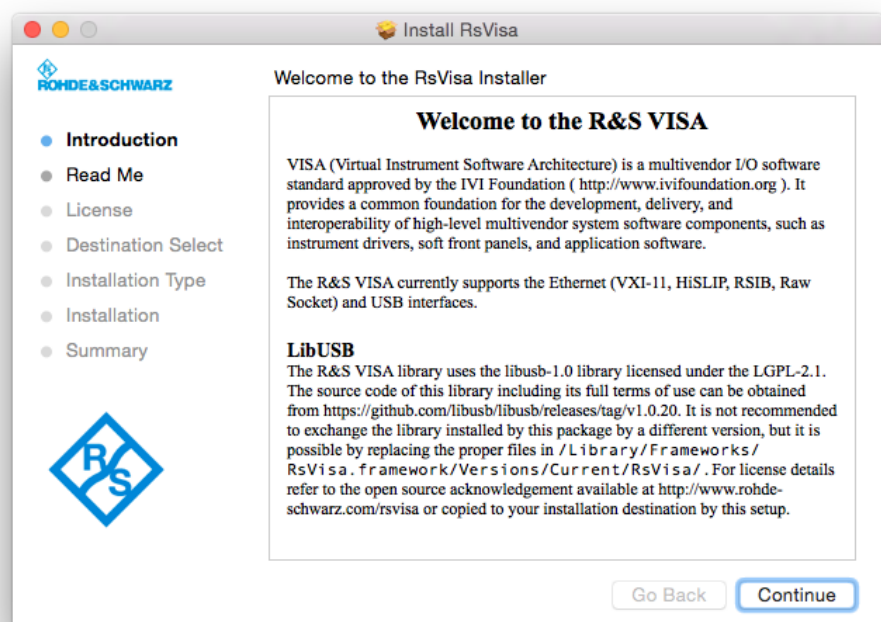 Install RsVisa
ROHDE&SCHWARZ
Welcome to the RsVisa Installer
Introduction
Read Me
License
Destination Select
Installation Type
Installation
Summary
R
S
Welcome to the R&S VISA
VISA (Virtual Instrument Software Architecture) is a multivendor I/O software
standard approved by the IVI Foundation ( http://www.ivifoundation.org ). It
provides a common foundation for the development, delivery, and
interoperability of high-level multivendor system software components, such as
instrument drivers, soft front panels, and application software.
The R&S VISA currently supports the Ethernet (VXI-11, HiSLIP, RSIB, Raw
Socket) and USB interfaces.
LibUSB
The R&S VISA library uses the libusb-1.0 library licensed under the LGPL-2.1.
The source code of this library including its full terms of use can be obtained
from https://github.com/libusb/libusb/releases/tag/v1.0.20. It is not recommended
to exchange the library installed by this package by a different version, but it is
possible by replacing the proper files in /Library/Frameworks/
RsVisa.framework/Versions/Current/RsVisa/. For license details
refer to the open source acknowledgement available at http://www.rohde-
schwarz.com/rsvisa or copied to your installation destination by this setup.
Go Back
Continue